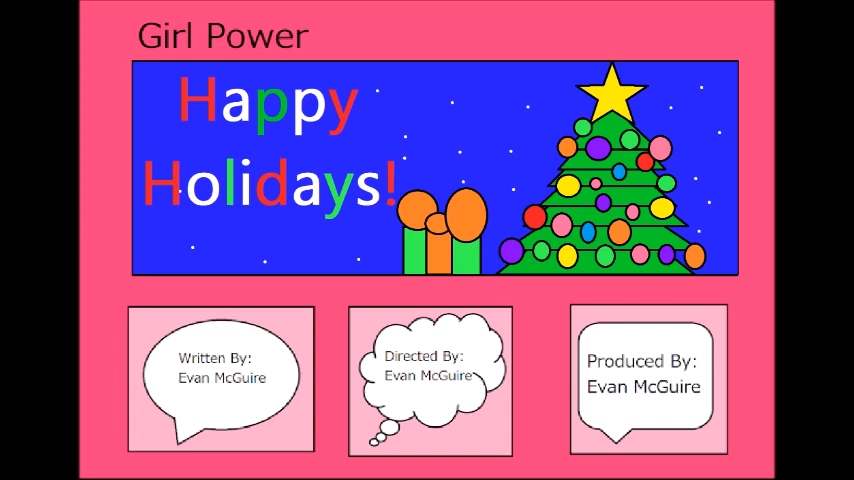 Girl Power
Happy
Holidays!
Written By:
Evan McGuire
Directed By:
Evan McGuire
Produced By:
Evan McGuire